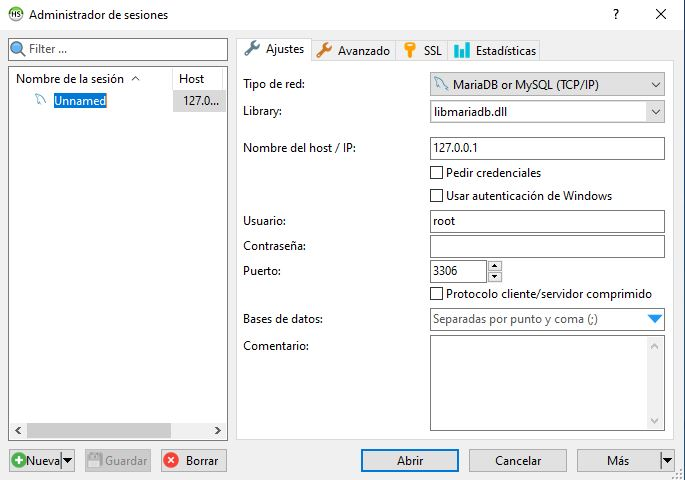 HS Administrador de sesiones
?
Filter ...
Nombre de la sesión Host
Unnamed 127.0...
Ajustes Avanzado SSL Estadísticas
Tipo de red: MariaDB or MySQL (TCP/IP)
Library: libmariadb.dll
Nombre del host / IP: 127.0.0.1
Pedir credenciales
Usar autenticación de Windows
Usuario: root
Contraseña:
Puerto: 3306
Protocolo cliente/servidor comprimido
Bases de datos: Separadas por punto y coma (;)
Comentario:
Nueva Guardar Borrar Abrir Cancelar Más